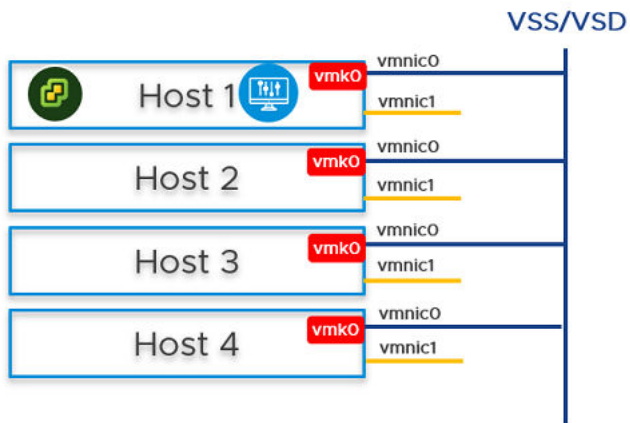 VSS/VSD
vmnic0
vmk0
Host 1
vmnic1
vmnic0
vmk0
Host 2
vmnic1
vmnic0
vmk0
Host 3
vmnic1
vmnic0
vmk0
Host 4
vmnic1